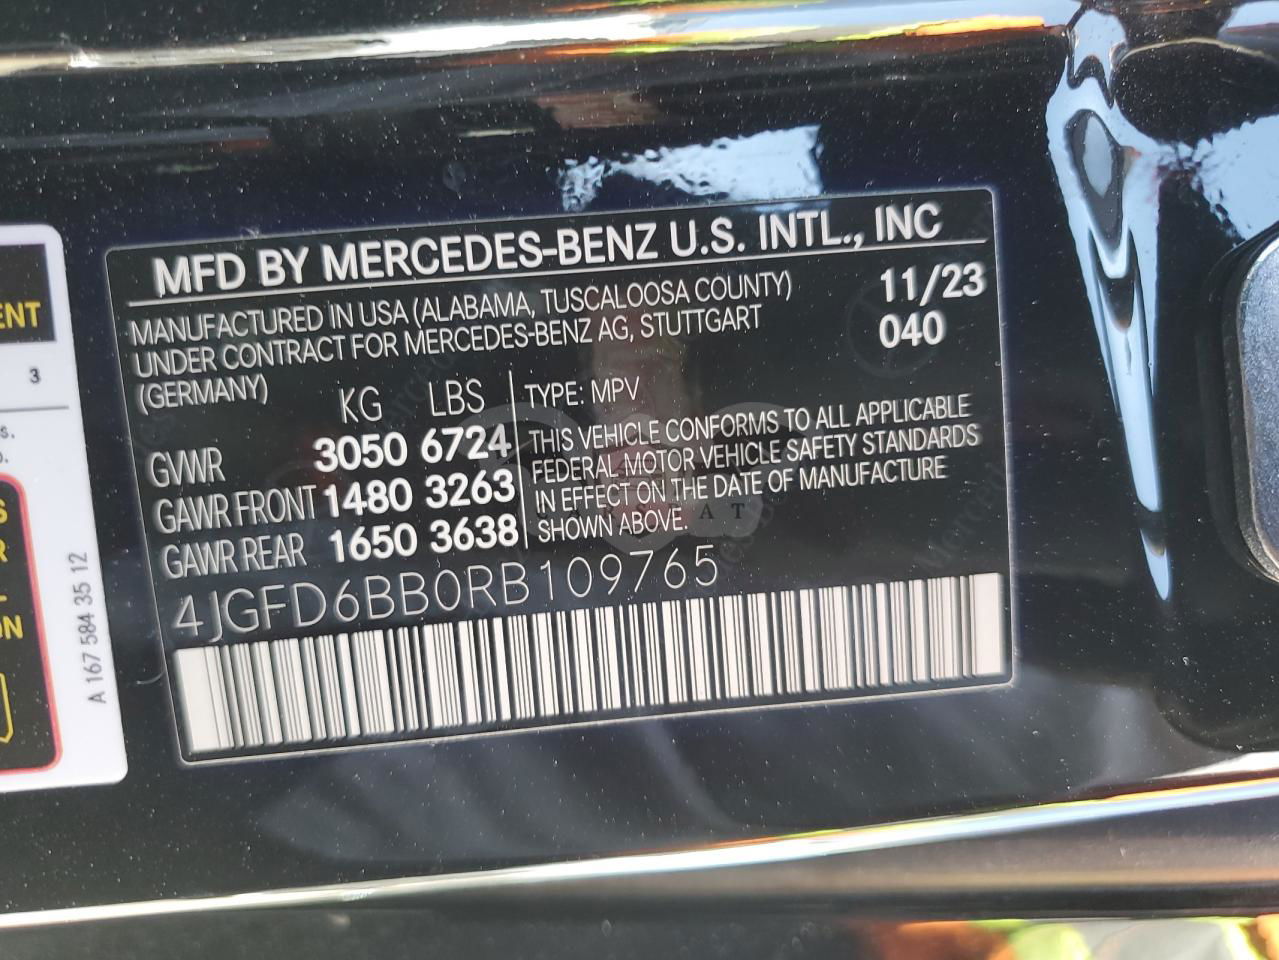 MFD BY MERCEDES-BENZ U.S. INTL., INC
MANUFACTURED IN USA (ALABAMA, TUSCALOOSA COUNTY) 11/23
UNDER CONTRACT FOR MERCEDES-BENZ AG, STUTTGART 040
(GERMANY)
KG LBS
GVWR 3050 6724
GAWR FRONT 1480 3263
GAWR REAR 1650 3638
TYPE: MPV
THIS VEHICLE CONFORMS TO ALL APPLICABLE
FEDERAL MOTOR VEHICLE SAFETY STANDARDS
IN EFFECT ON THE DATE OF MANUFACTURE
SHOWN ABOVE.
4JGFD6BB0RB109765
A 167 584 35 12
ENT
3